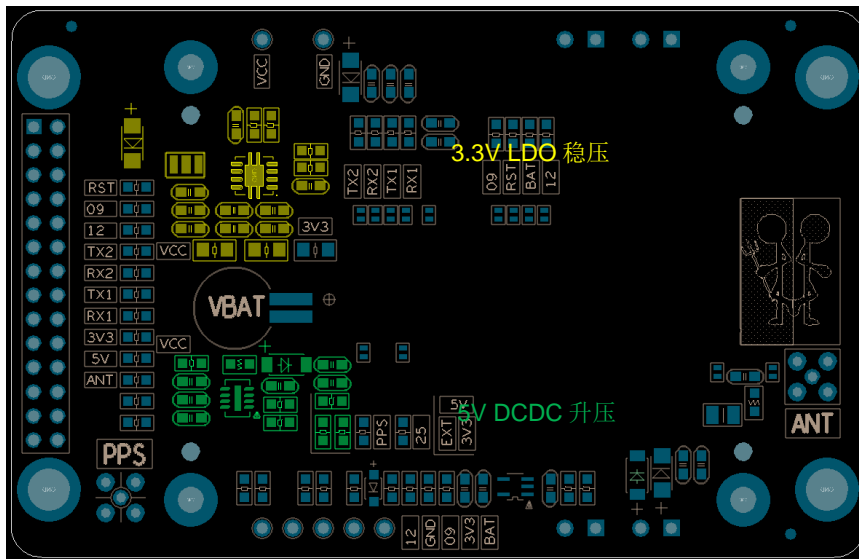 VCC
GND
3.3V LDO 稳压
TX2
RX2
TX1
RX1
09
RST
BAT
12
RST
09
12
TX2
RX2
TX1
RX1
3V3
5V
ANT
VCC
3V3
VBAT
VCC
5V
5V DCDC 升压
PPS
25
EXT
3V3
ANT
PPS
12
GND
09
3V3
BAT